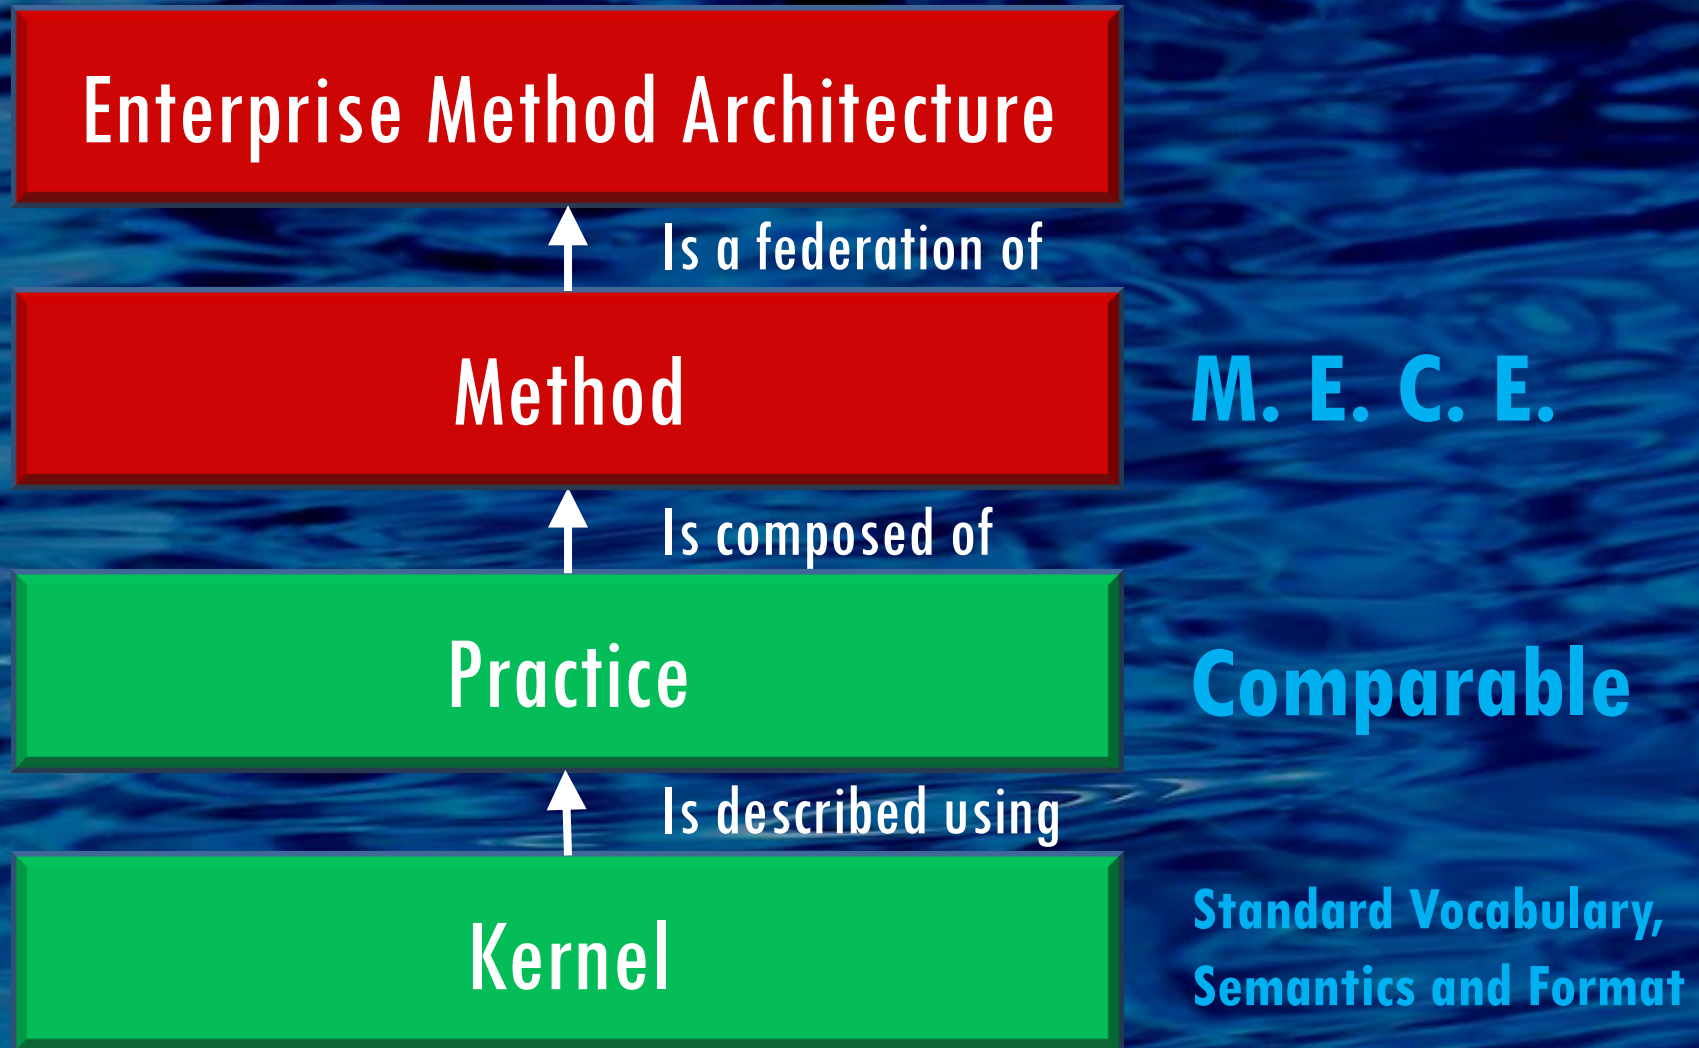 Enterprise Method Architecture
Is a federation of
Method
M. E. C. E.
Is composed of
Practice
Comparable
Is described using
Kernel
Standard Vocabulary,
Semantics and Format